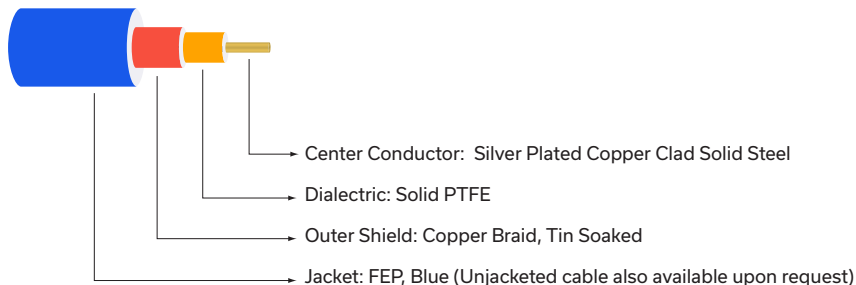 Center Conductor: Silver Plated Copper Clad Solid Steel
Dialectric: Solid PTFE
Outer Shield: Copper Braid, Tin Soaked
Jacket: FEP, Blue (Unjacketed cable also available upon request)